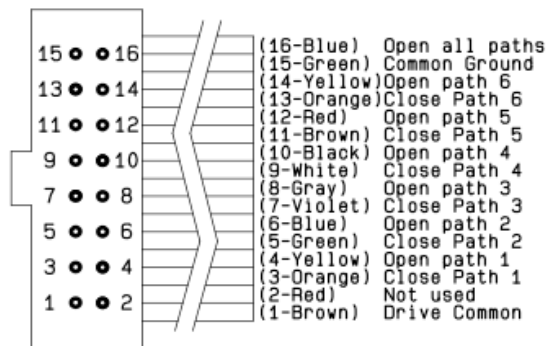 15 16 (16-Blue) Open all paths
(15-Green) Common Ground
13 14 (14-Yellow)Open path 6
(13-Orange)Close Path 6
11 12 (12-Red) Open path 5
(11-Brown) Close Path 5
9 10 (10-Black) Open path 4
(9-White) Close Path 4
7 8 (8-Gray) Open path 3
(7-Violet) Close Path 3
5 6 (6-Blue) Open path 2
(5-Green) Close Path 2
3 4 (4-Yellow) Open path 1
(3-Orange) Close Path 1
1 2 (2-Red) Not used
(1-Brown) Drive Common